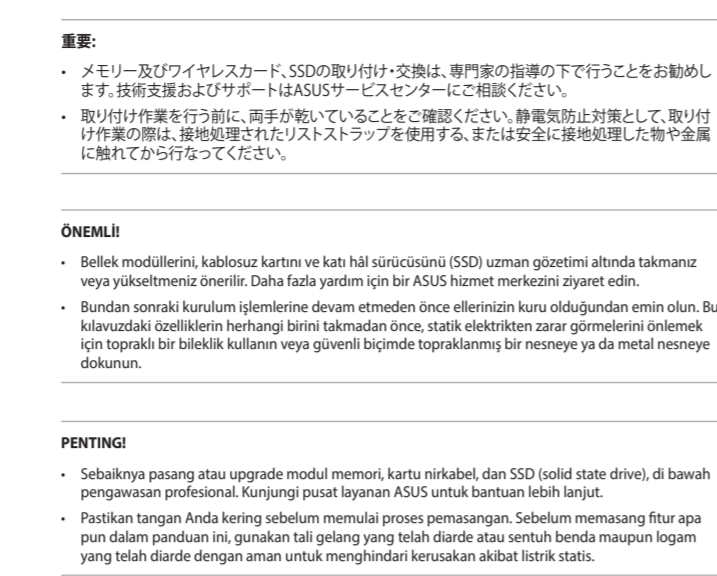 重要:
• メモリー及びワイヤレスカード、SSDの取り付け・交換は、専門家の指導の下で行うことをお勧めし
ます。技術支援およびサポートはASUSサービスセンターにご相談ください。
• 取り付け作業を行う前に、両手が乾いていることをご確認ください。静電気防止対策として、取り付
け作業の際は、接地処理されたリストストラップを使用する、または安全に接地処理した物や金属
に触れてから行なってください。
ÖNEMLİ!
• Bellek modüllerini, kablosuz kartını ve katı hâl sürücüsünü (SSD) uzman gözetimi altında takmanız
veya yükseltmeniz önerilir. Daha fazla yardım için bir ASUS hizmet merkezini ziyaret edin.
• Bundan sonraki kurulum işlemlerine devam etmeden önce ellerinizin kuru olduğundan emin olun. Bu
kılavuzdaki özelliklerin herhangi birini takmadan önce, statik elektrikten zarar görmelerini önlemek
için topraklı bir bileklik kullanın veya güvenli biçimde topraklanmış bir nesneye ya da metal nesneye
dokunun.
PENTING!
• Sebaiknya pasang atau upgrade modul memori, kartu nirkabel, dan SSD (solid state drive), di bawah
pengawasan profesional. Kunjungi pusat layanan ASUS untuk bantuan lebih lanjut.
• Pastikan tangan Anda kering sebelum memulai proses pemasangan. Sebelum memasang fitur apa
pun dalam panduan ini, gunakan tali gelang yang telah diarde atau sentuh benda maupun logam
yang telah diarde dengan aman untuk menghindari kerusakan akibat listrik statis.